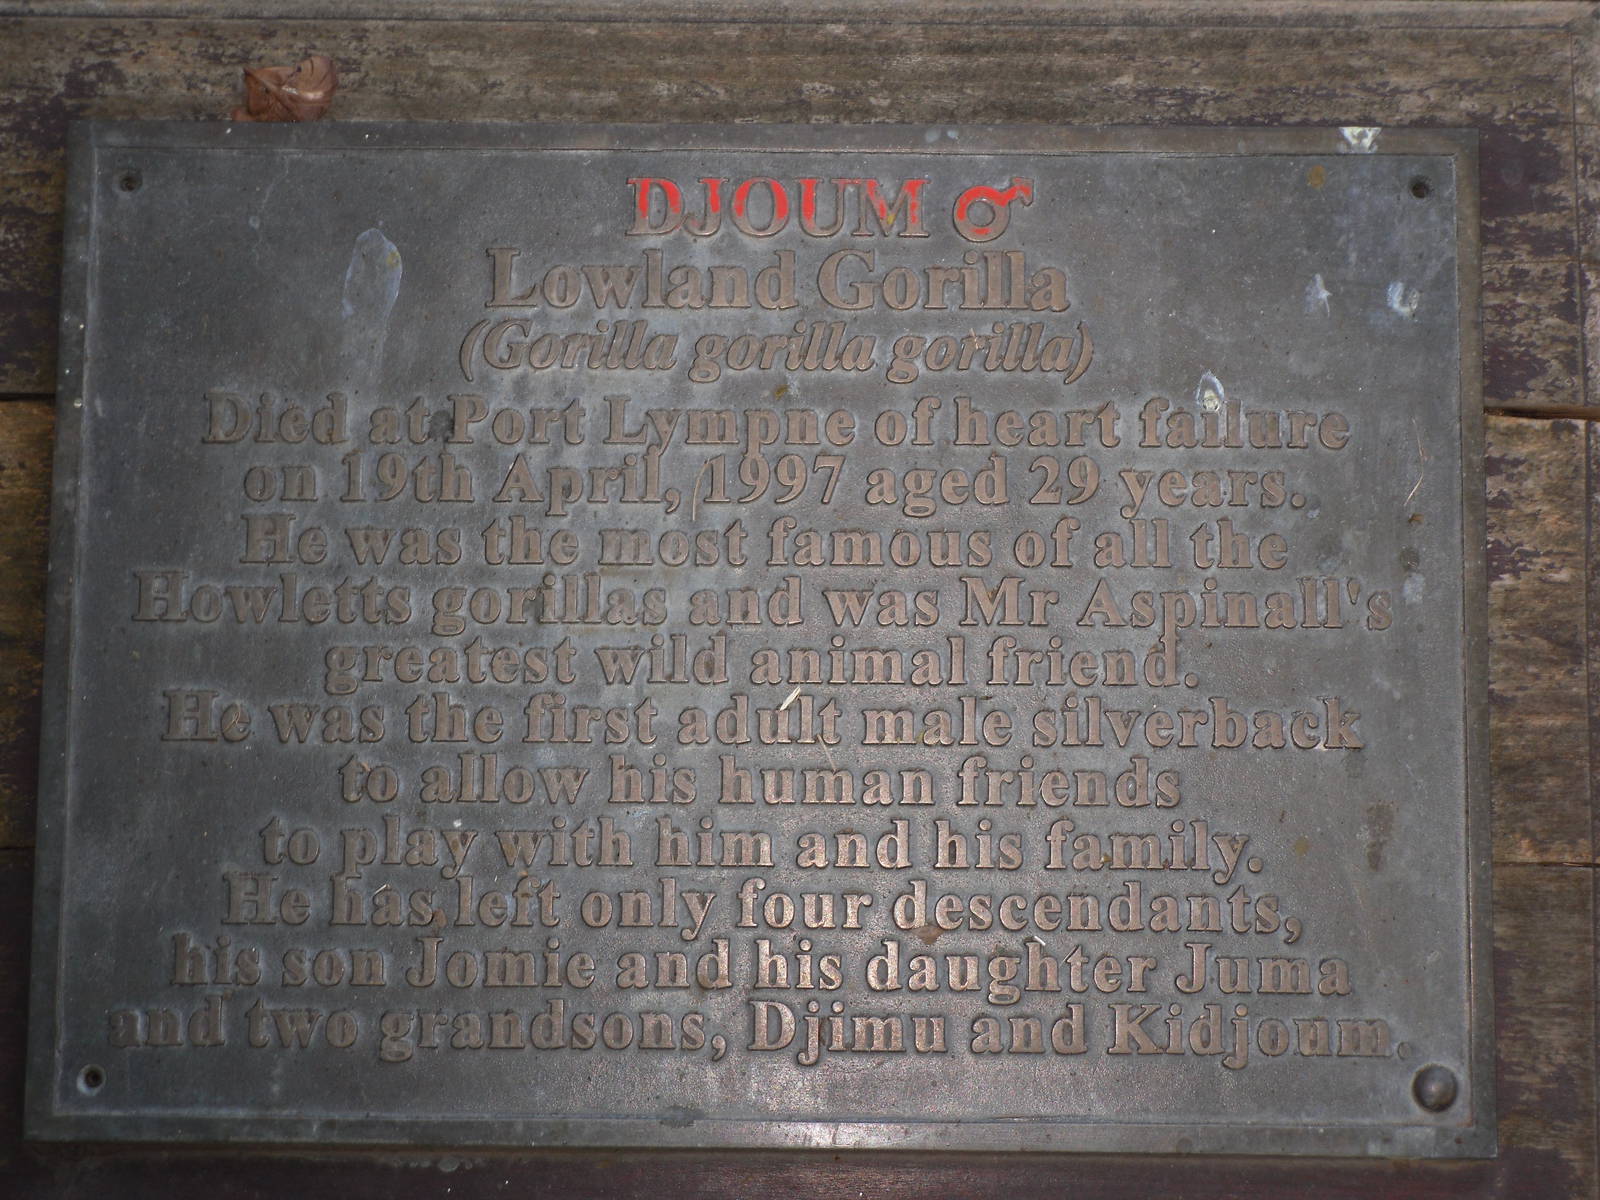 DJOUM ♂
Lowland Gorilla
(Gorilla gorilla gorilla)
Died at Port Lympne of heart failure
on 19th April, 1997 aged 29 years.
He was the most famous of all the
Howletts gorillas and was Mr Aspinall's
greatest wild animal friend.
He was the first adult male silverback
to allow his human friends
to play with him and his family.
He has left only four descendants,
his son Jomie and his daughter Juma
and two grandsons, Djimu and Kidjoum.